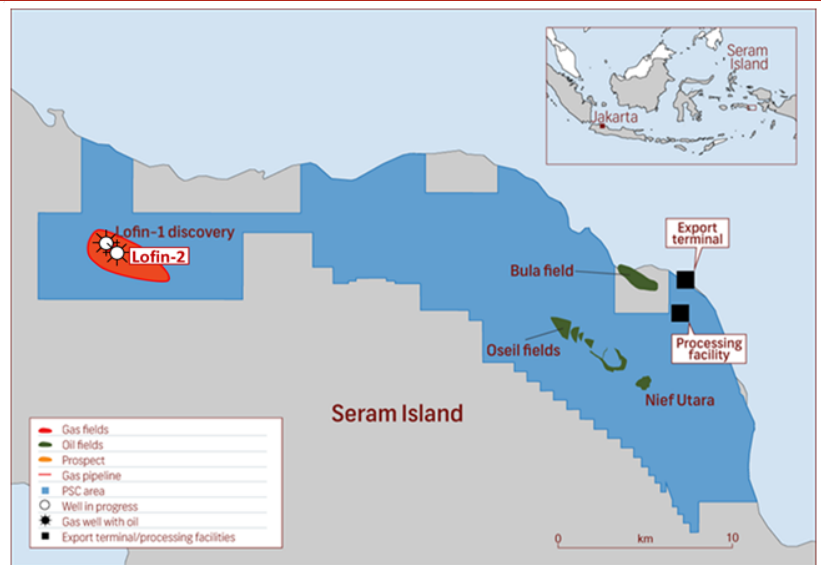 Seram
Island
Jakarta
Lofin-1 discovery
Lofin-2
Export
terminal
Bula field
Processing
facility
Oseil fields
Nief Utara
Seram Island
Gas fields
Oil fields
Prospect
Gas pipeline
PSC area
Well in progress
Gas well with oil
Export terminal/processing facilities
0 km 10